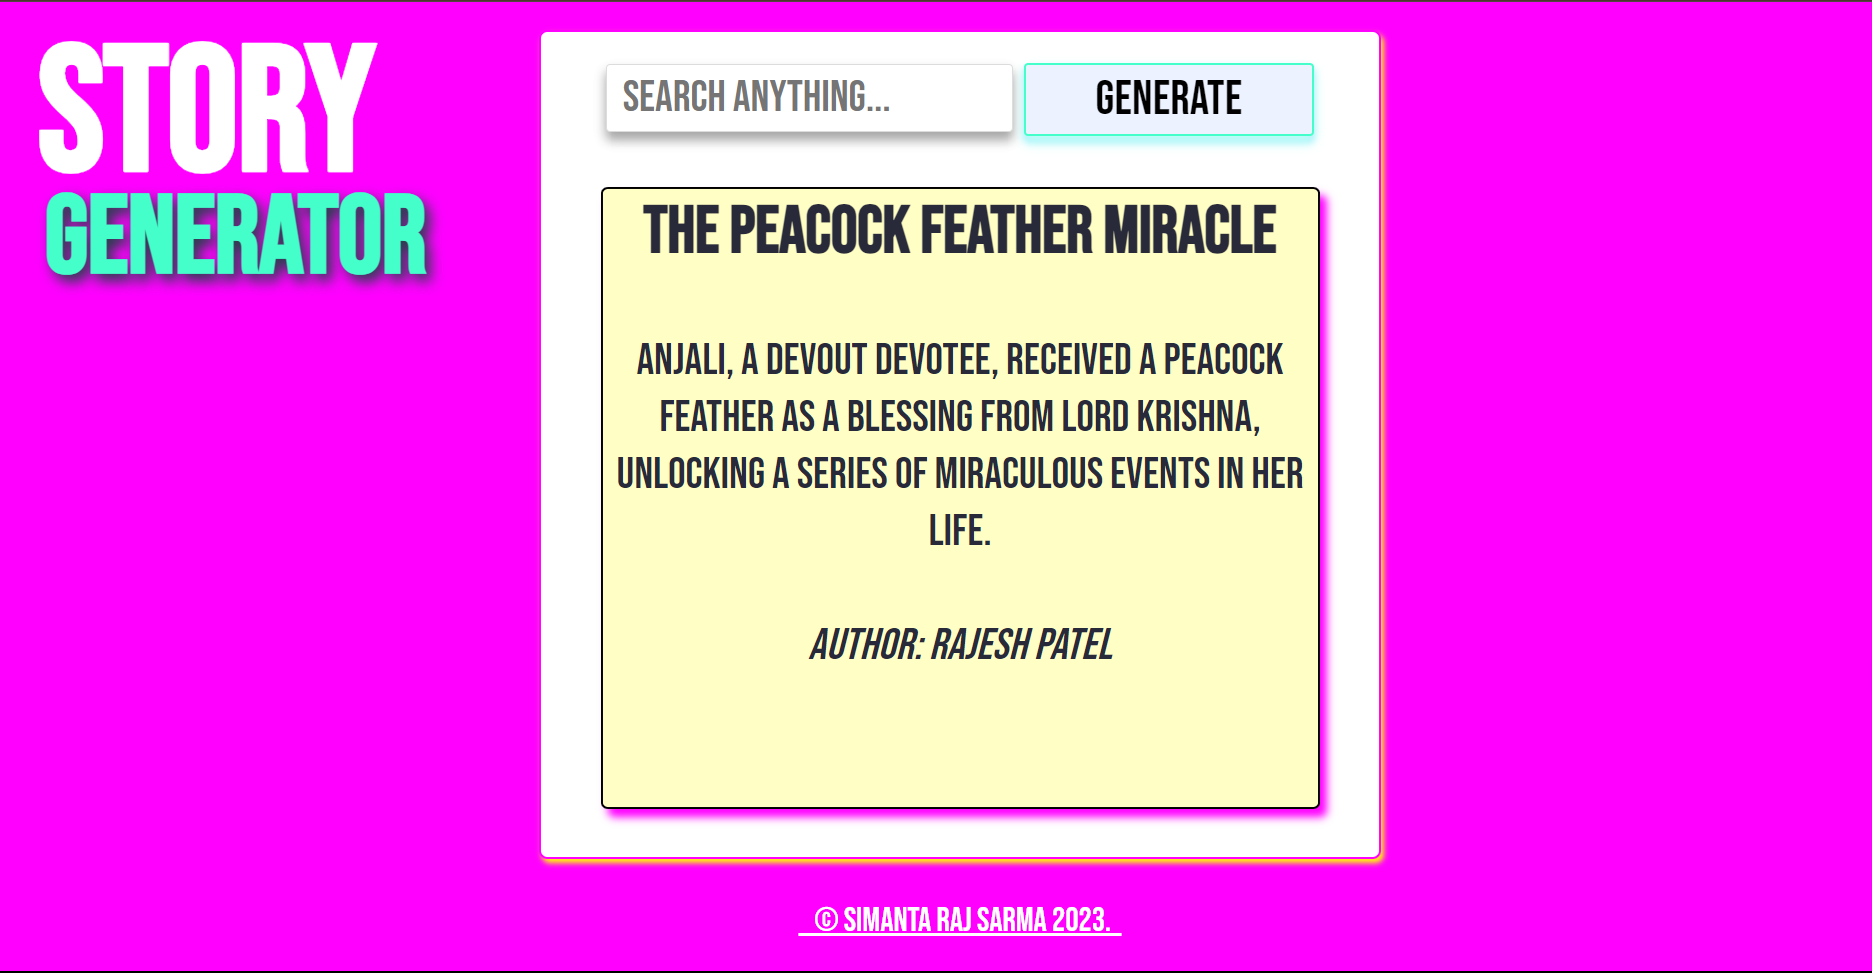 STORY
GENERATOR
SEARCH ANYTHING...
GENERATE
THE PEACOCK FEATHER MIRACLE
ANJALI, A DEVOUT DEVOTEE, RECEIVED A PEACOCK
FEATHER AS A BLESSING FROM LORD KRISHNA,
UNLOCKING A SERIES OF MIRACULOUS EVENTS IN HER
LIFE.
AUTHOR: RAJESH PATEL
© SIMANTA RAJ SARMA 2023.